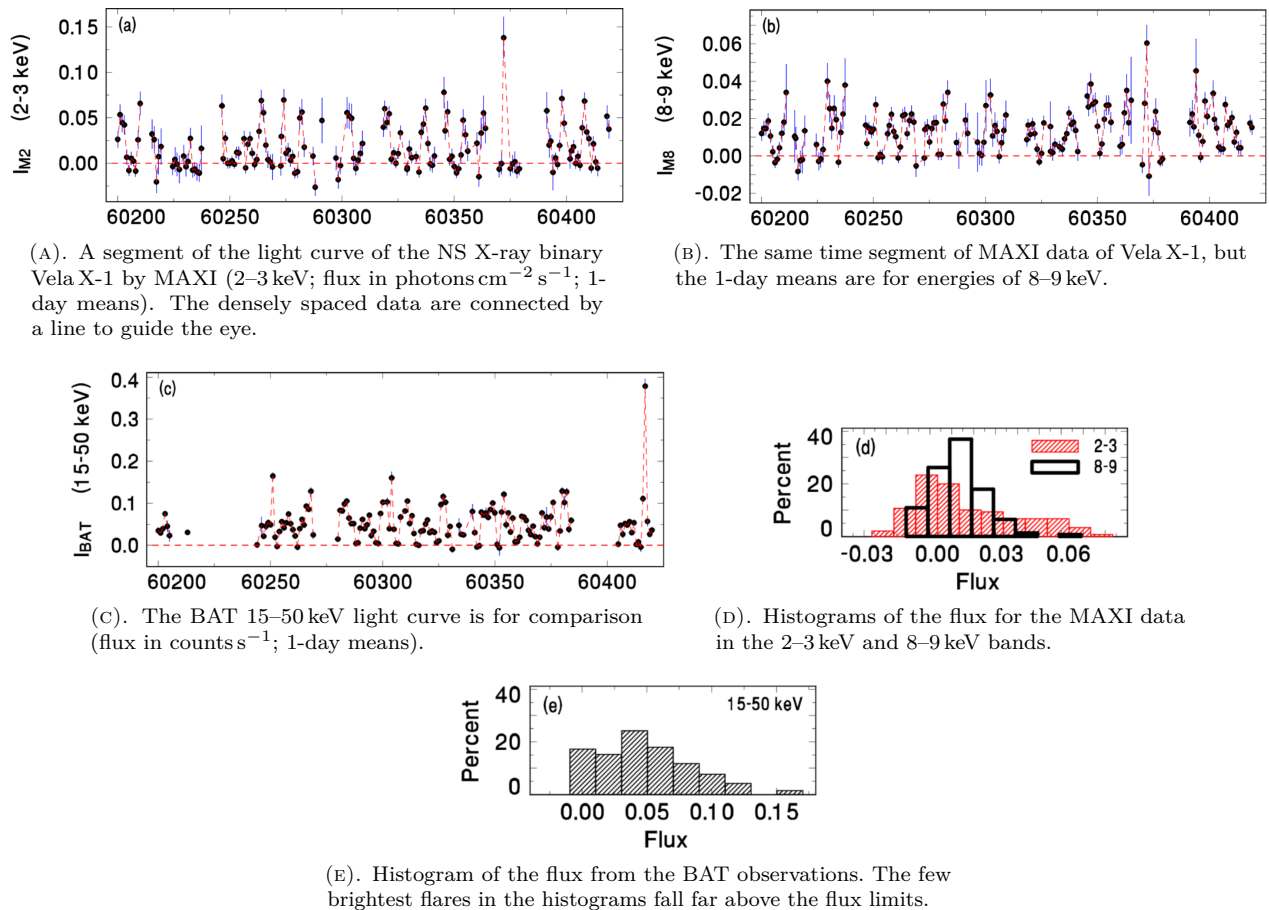 (a)
I_M2 (2-3 keV)
0.15
0.10
0.05
0.00
60200 60250 60300 60350 60400
(A). A segment of the light curve of the NS X-ray binary
Vela X-1 by MAXI (2–3 keV; flux in photons cm⁻² s⁻¹; 1-
day means). The densely spaced data are connected by
a line to guide the eye.
(b)
I_M8 (8-9 keV)
0.06
0.04
0.02
0.00
-0.02
60200 60250 60300 60350 60400
(B). The same time segment of MAXI data of Vela X-1, but
the 1-day means are for energies of 8–9 keV.
(c)
I_BAT (15-50 keV)
0.4
0.3
0.2
0.1
0.0
60200 60250 60300 60350 60400
(C). The BAT 15–50 keV light curve is for comparison
(flux in counts s⁻¹; 1-day means).
(d)
2-3
8-9
Percent
40
20
0
-0.03 0.00 0.03 0.06
Flux
(D). Histograms of the flux for the MAXI data
in the 2–3 keV and 8–9 keV bands.
(e)
15-50 keV
Percent
40
20
0
0.00 0.05 0.10 0.15
Flux
(E). Histogram of the flux from the BAT observations. The few
brightest flares in the histograms fall far above the flux limits.